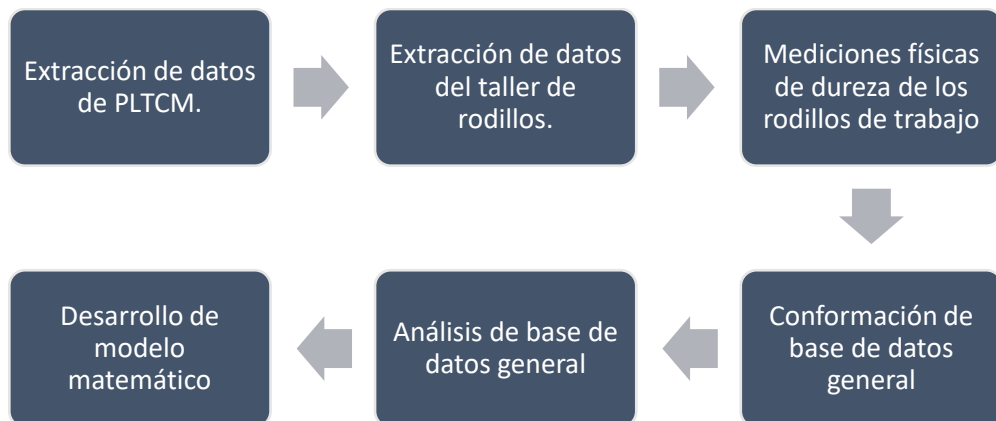 Extracción de datos
de PLTCM.
Extracción de datos
del taller de
rodillos.
Mediciones físicas
de dureza de los
rodillos de trabajo
Conformación de
base de datos
general
Análisis de base de
datos general
Desarrollo de
modelo
matemático